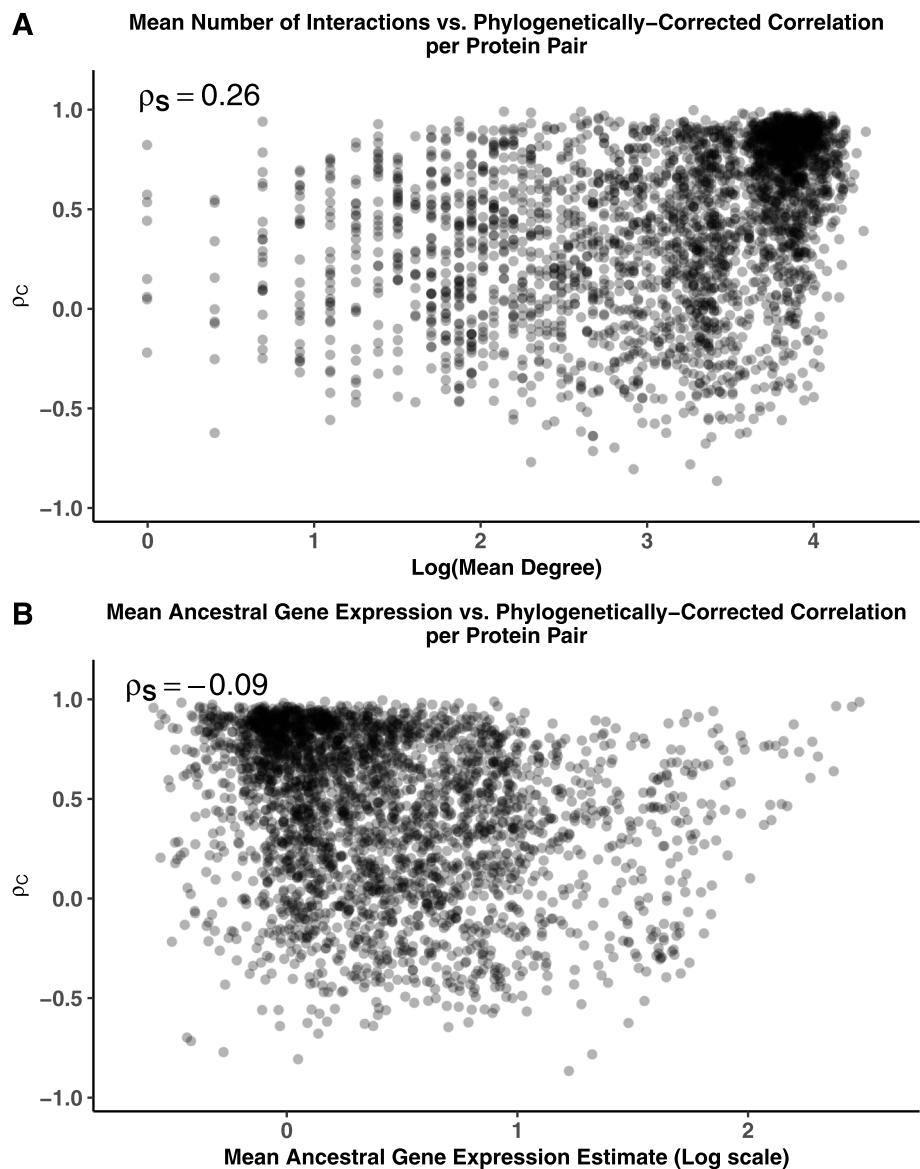 A
Mean Number of Interactions vs. Phylogenetically−Corrected Correlation
per Protein Pair
ρS = 0.26
1.0
0.5
0.0
−0.5
−1.0
ρC
0 1 2 3 4
Log(Mean Degree)
B
Mean Ancestral Gene Expression vs. Phylogenetically−Corrected Correlation
per Protein Pair
ρS = −0.09
1.0
0.5
0.0
−0.5
−1.0
ρC
0 1 2
Mean Ancestral Gene Expression Estimate (Log scale)